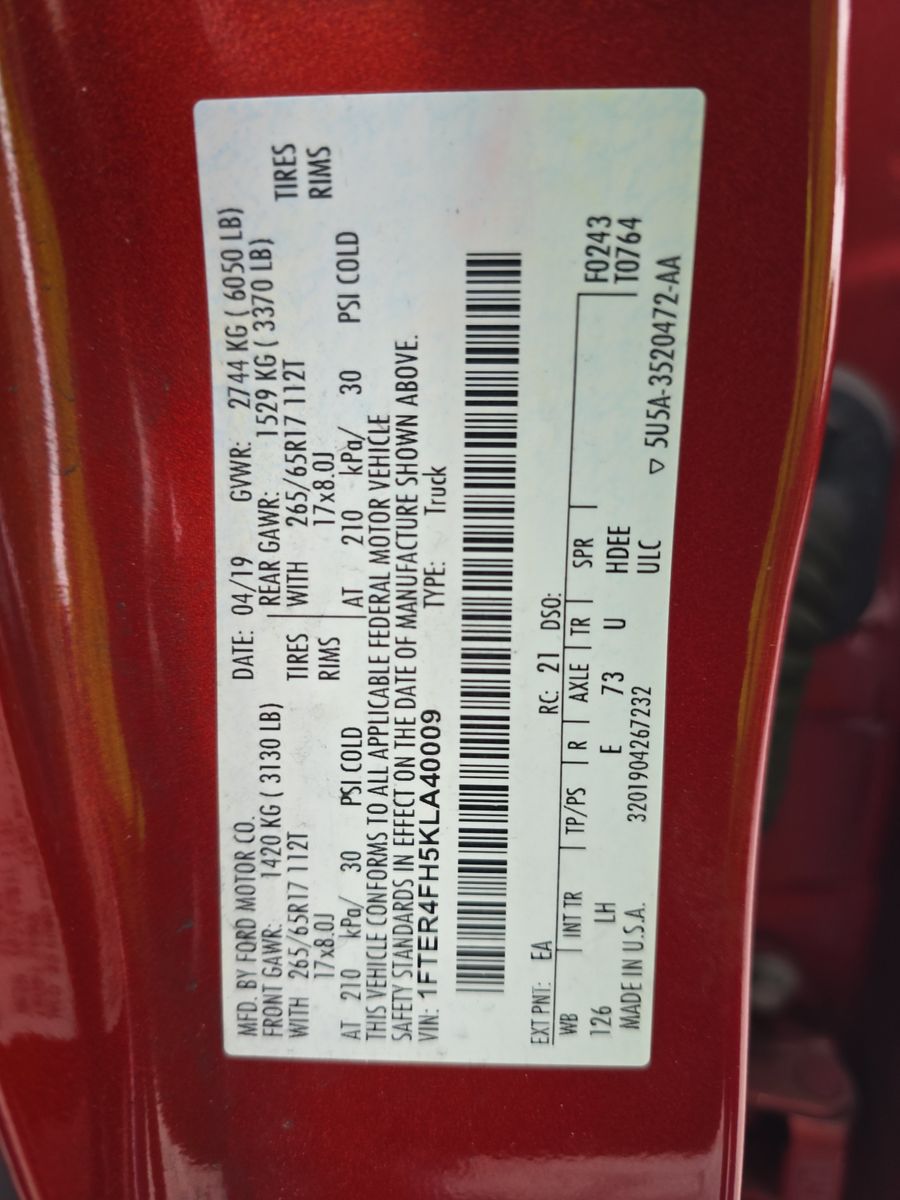 MFD. BY FORD MOTOR CO. DATE: 04/19 GVWR: 2744 KG ( 6050 LB)
FRONT GAWR: 1420 KG ( 3130 LB) REAR GAWR: 1529 KG ( 3370 LB)
WITH 265/65R17 112T TIRES WITH 265/65R17 112T TIRES
17x8.0J RIMS 17x8.0J RIMS
AT 210 kPa/ 30 PSI COLD AT 210 kPa/ 30 PSI COLD
THIS VEHICLE CONFORMS TO ALL APPLICABLE FEDERAL MOTOR VEHICLE
SAFETY STANDARDS IN EFFECT ON THE DATE OF MANUFACTURE SHOWN ABOVE.
VIN: 1FTER4FH5KLA40009 TYPE: Truck
EXT PNT: EA RC: 21 DSO:
WB INT TR TP/PS R AXLE TR SPR F0243
126 LH E 73 U HDEE T0764
MADE IN U.S.A. 3201904267232 ULC ▽ 5U5A-3520472-AA